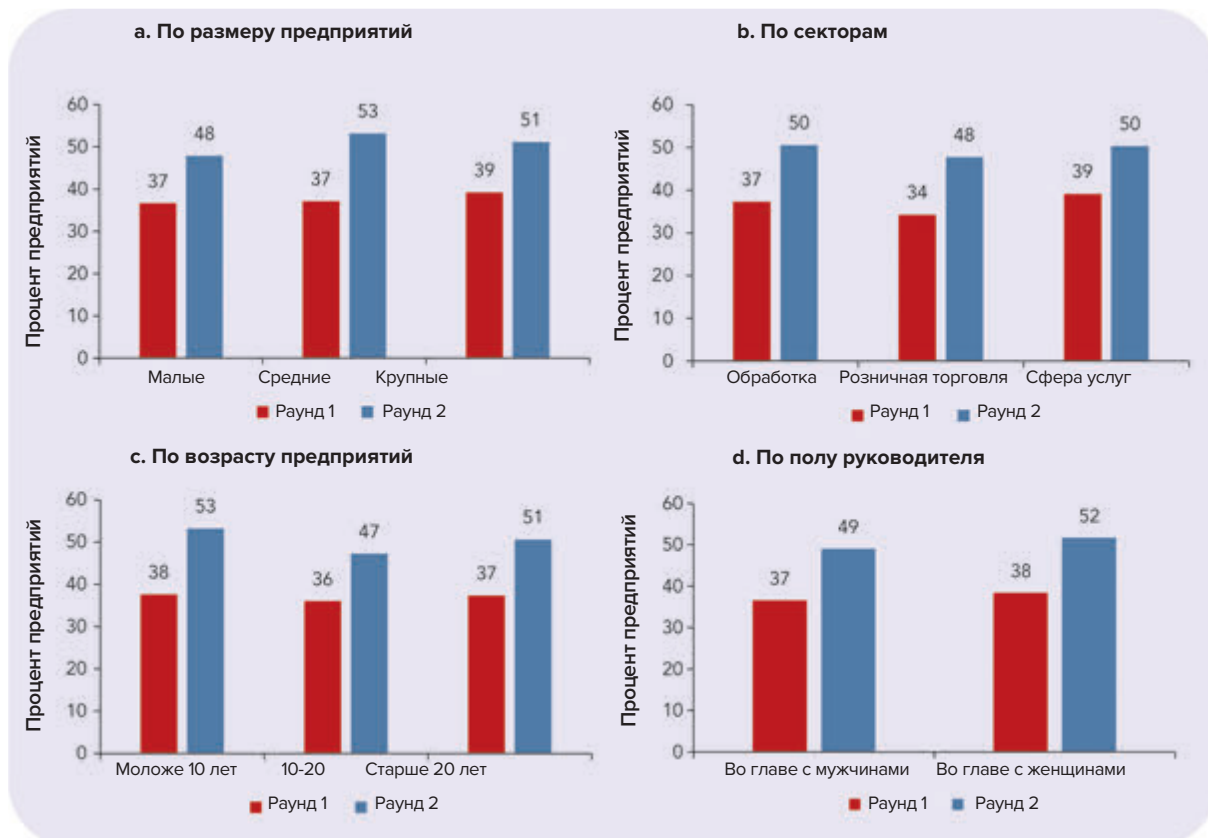 a. По размеру предприятий
Процент предприятий
60
50
40
30
20
10
0
37
48
37
53
39
51
Малые
Средние
Крупные
Раунд 1
Раунд 2
b. По секторам
Процент предприятий
60
50
40
30
20
10
0
37
50
34
48
39
50
Обработка
Розничная торговля
Сфера услуг
Раунд 1
Раунд 2
c. По возрасту предприятий
Процент предприятий
60
50
40
30
20
10
0
38
53
36
47
37
51
Моложе 10 лет
10-20
Старше 20 лет
Раунд 1
Раунд 2
d. По полу руководителя
Процент предприятий
60
50
40
30
20
10
0
37
49
38
52
Во главе с мужчинами
Во главе с женщинами
Раунд 1
Раунд 2